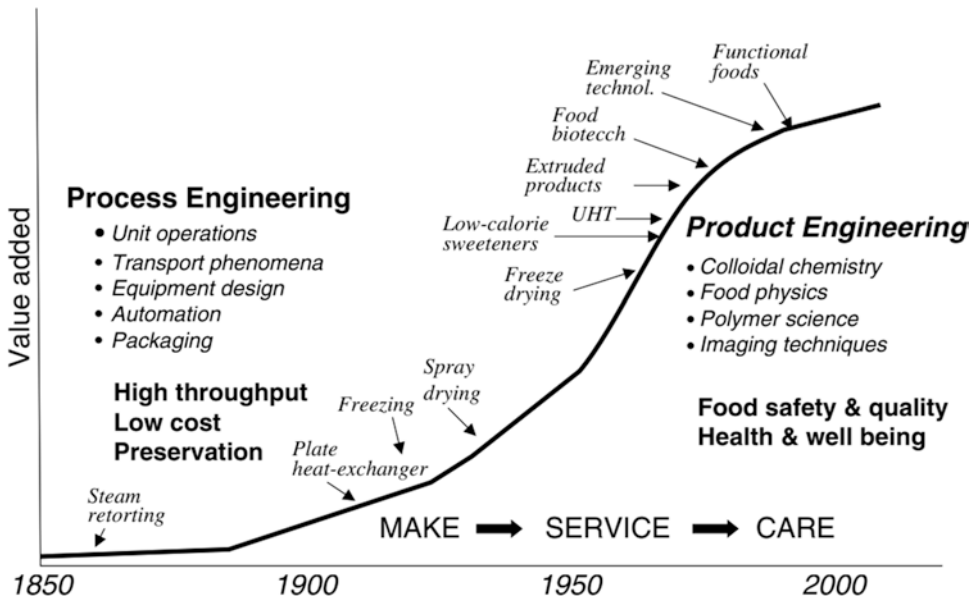 Value added
Functional
foods
Emerging
technol.
Food
biotecch
Extruded
products
UHT
Low-calorie
sweeteners
Freeze
drying
Process Engineering
• Unit operations
• Transport phenomena
• Equipment design
• Automation
• Packaging
Product Engineering
• Colloidal chemistry
• Food physics
• Polymer science
• Imaging techniques
High throughput
Low cost
Preservation
Spray
drying
Freezing
Plate
heat-exchanger
Steam
retorting
Food safety & quality
Health & well being
MAKE SERVICE CARE
1850 1900 1950 2000